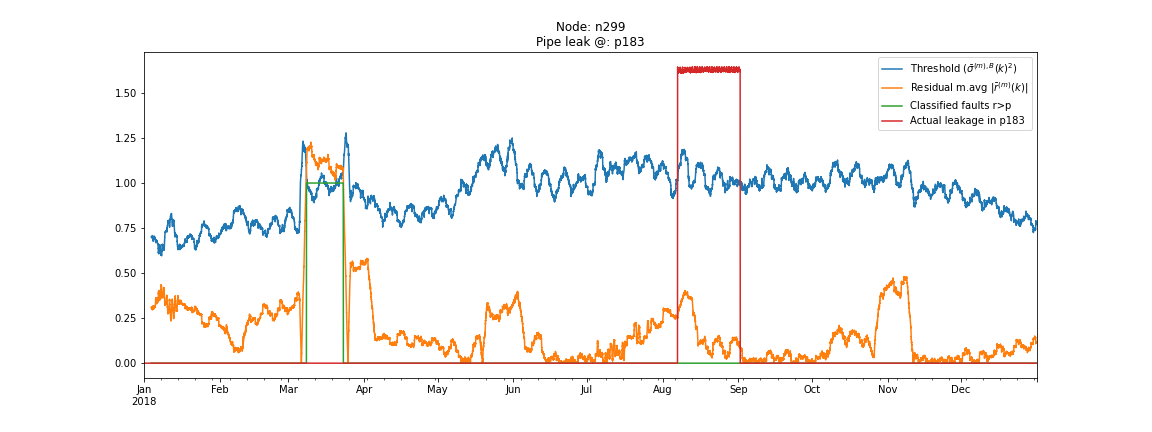 Node: n299
Pipe leak @: p183
Threshold (σ̃^(m),B(k)²)
Residual m.avg |r̃^(m)(k)|
Classified faults r>p
Actual leakage in p183
1.50
1.25
1.00
0.75
0.50
0.25
0.00
Jan Feb Mar Apr May Jun Jul Aug Sep Oct Nov Dec
2018